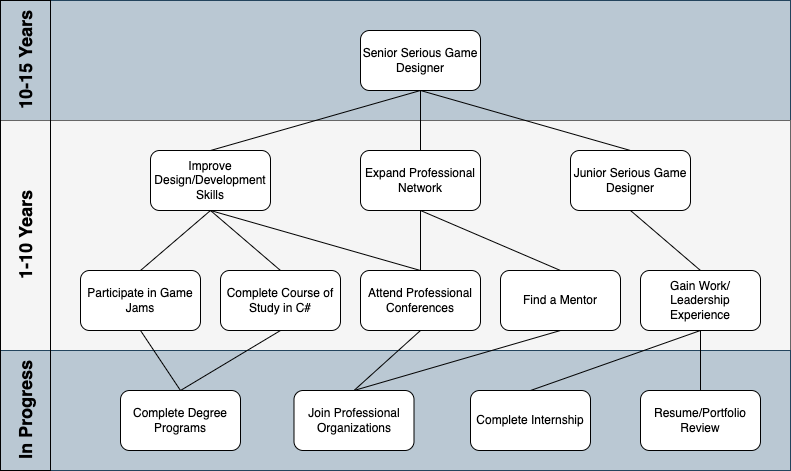 10-15 Years
Senior Serious Game
Designer
1-10 Years
Improve
Design/Development
Skills
Expand Professional
Network
Junior Serious Game
Designer
Participate in Game
Jams
Complete Course of
Study in C#
Attend Professional
Conferences
Find a Mentor
Gain Work/
Leadership
Experience
In Progress
Complete Degree
Programs
Join Professional
Organizations
Complete Internship
Resume/Portfolio
Review